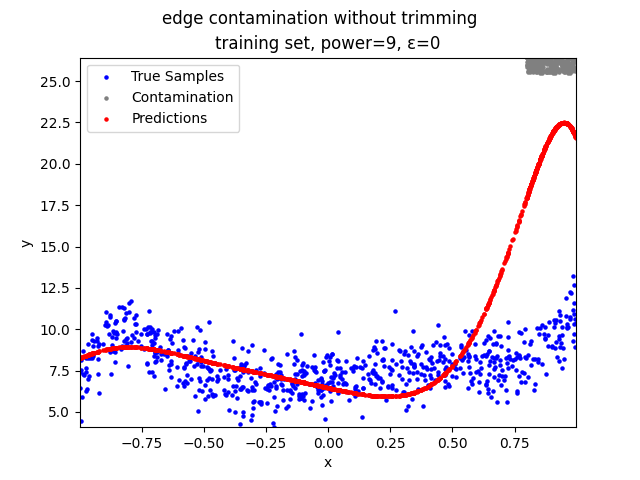 edge contamination without trimming
training set, power=9, ε=0
True Samples
Contamination
Predictions
25.0
22.5
20.0
17.5
15.0
12.5
10.0
7.5
5.0
y
−0.75 −0.50 −0.25 0.00 0.25 0.50 0.75
x